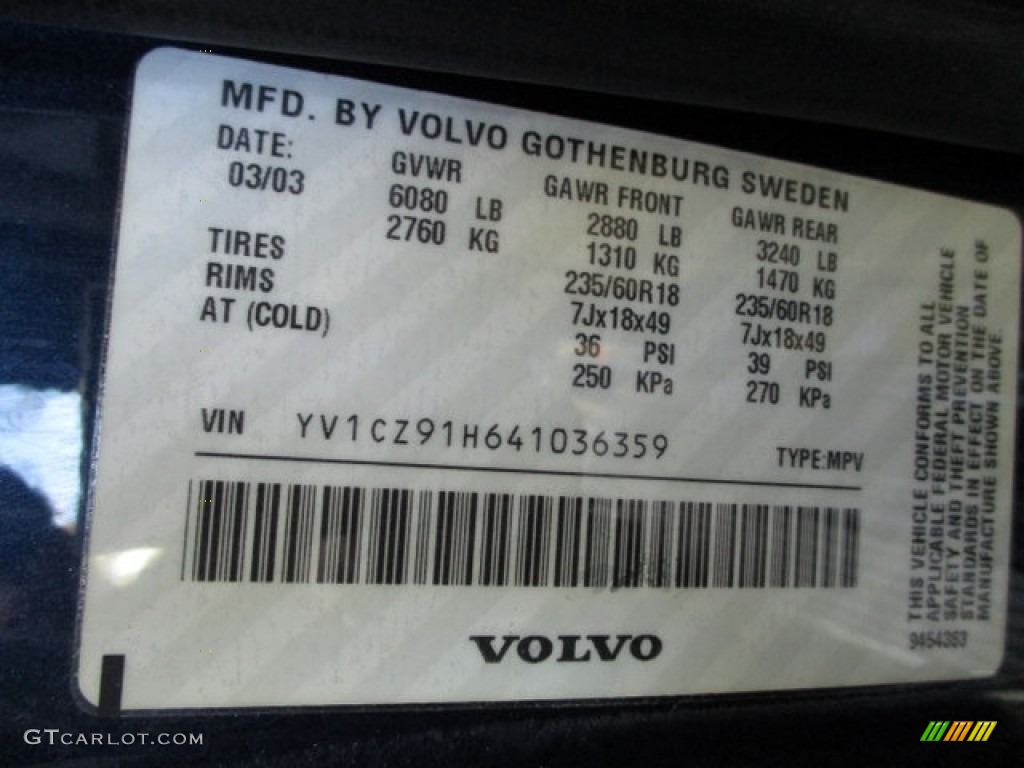 MFD. BY VOLVO GOTHENBURG SWEDEN
DATE: GVWR GAWR FRONT GAWR REAR
03/03 6080 LB 2880 LB 3240 LB
2760 KG 1310 KG 1470 KG
TIRES 235/60R18 235/60R18
RIMS 7Jx18x49 7Jx18x49
AT (COLD) 36 PSI 39 PSI
250 KPa 270 KPa
VIN YV1CZ91H641036359
TYPE:MPV
VOLVO
THIS VEHICLE CONFORMS TO ALL
APPLICABLE FEDERAL MOTOR VEHICLE
SAFETY AND THEFT PREVENTION
STANDARDS IN EFFECT ON THE DATE OF
MANUFACTURE SHOWN ABOVE.
9454363
GTCARLOT.COM